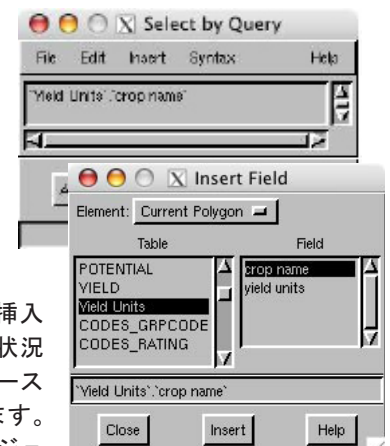 Select by Query
File Edit Insert Syntax Help
`Yield Units`.`crop name`
Insert Field
Element: Current Polygon
Table Field
POTENTIAL crop name
YIELD yield units
Yield Units
CODES_GRPCODE
CODES_RATING
`Yield Units`.`crop name`
Close Insert Help
挿入
状況
ース
ます。